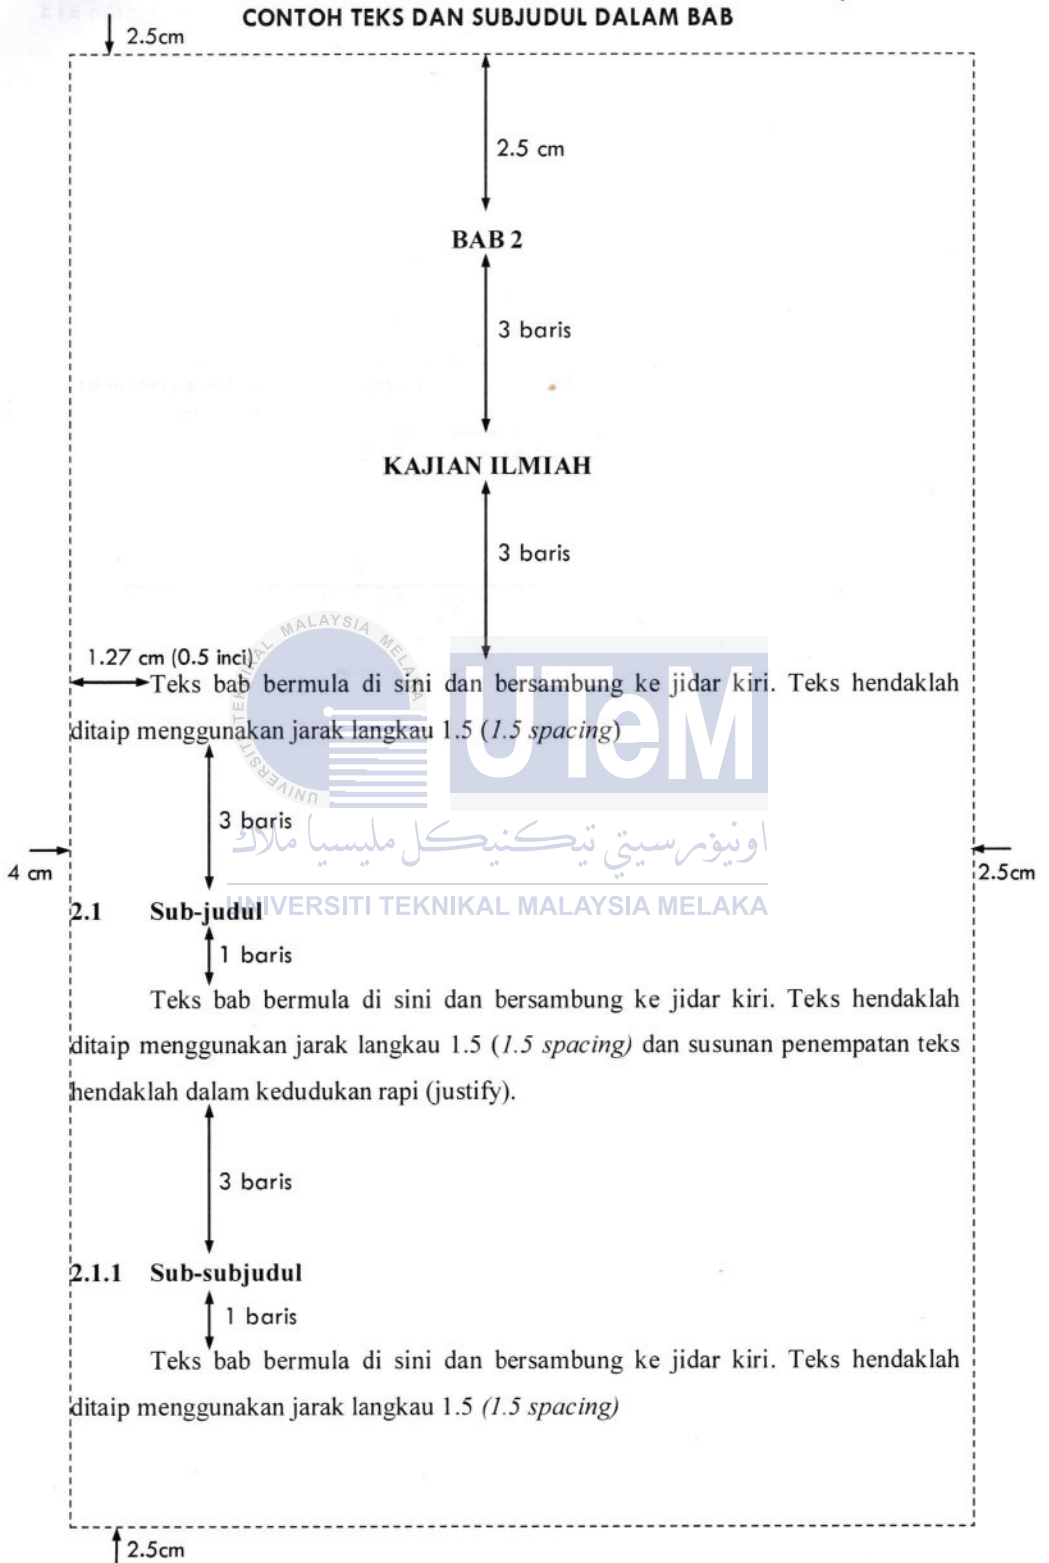 CONTOH TEKS DAN SUBJUDUL DALAM BAB
2.5cm
2.5 cm
BAB 2
3 baris
KAJIAN ILMIAH
3 baris
1.27 cm (0.5 inci)
Teks bab bermula di sini dan bersambung ke jidar kiri. Teks hendaklah
ditaip menggunakan jarak langkau 1.5 (1.5 spacing)
UNIVERSITI TEKNIKAL MALAYSIA MELAKA
UTeM
3 baris
اونيۏرسيتي تيكنيكل مليسيا ملاك
4 cm
2.5cm
UNIVERSITI TEKNIKAL MALAYSIA MELAKA
2.1 Sub-judul
1 baris
Teks bab bermula di sini dan bersambung ke jidar kiri. Teks hendaklah
ditaip menggunakan jarak langkau 1.5 (1.5 spacing) dan susunan penempatan teks
hendaklah dalam kedudukan rapi (justify).
3 baris
2.1.1 Sub-subjudul
1 baris
Teks bab bermula di sini dan bersambung ke jidar kiri. Teks hendaklah
ditaip menggunakan jarak langkau 1.5 (1.5 spacing)
2.5cm